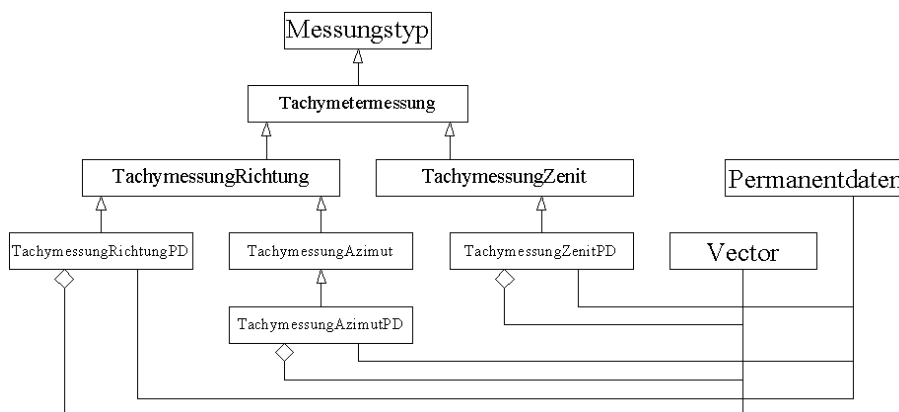 Messungstyp
Tachymetermessung
TachymessungRichtung
TachymessungZenit
Permanentdaten
TachymessungRichtungPD
TachymessungAzimut
TachymessungZenitPD
Vector
TachymessungAzimutPD